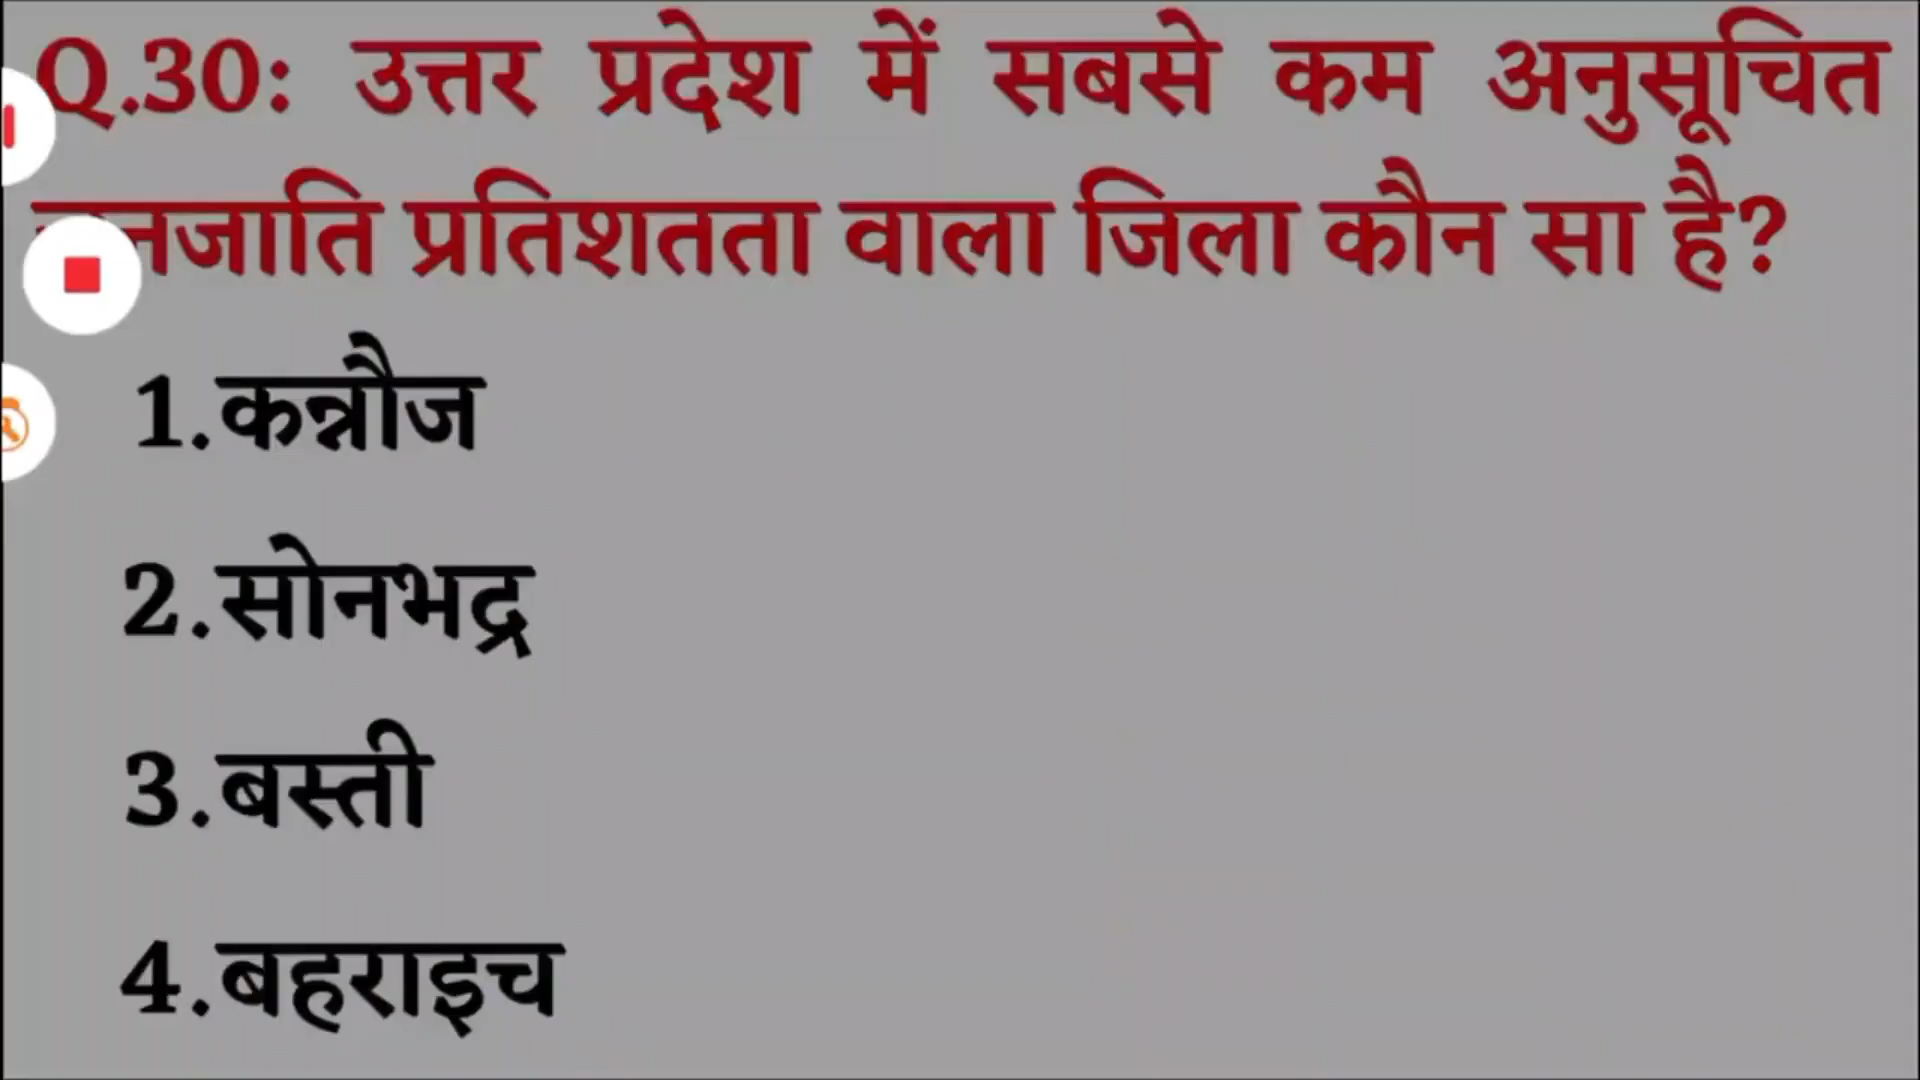 Q.30: उत्तर प्रदेश में सबसे कम अनुसूचित
प्रतिशतता वाला जिला कौन सा है?
1.कन्नौज
2.सोनभद्र
3.बस्ती
4.बहराइच